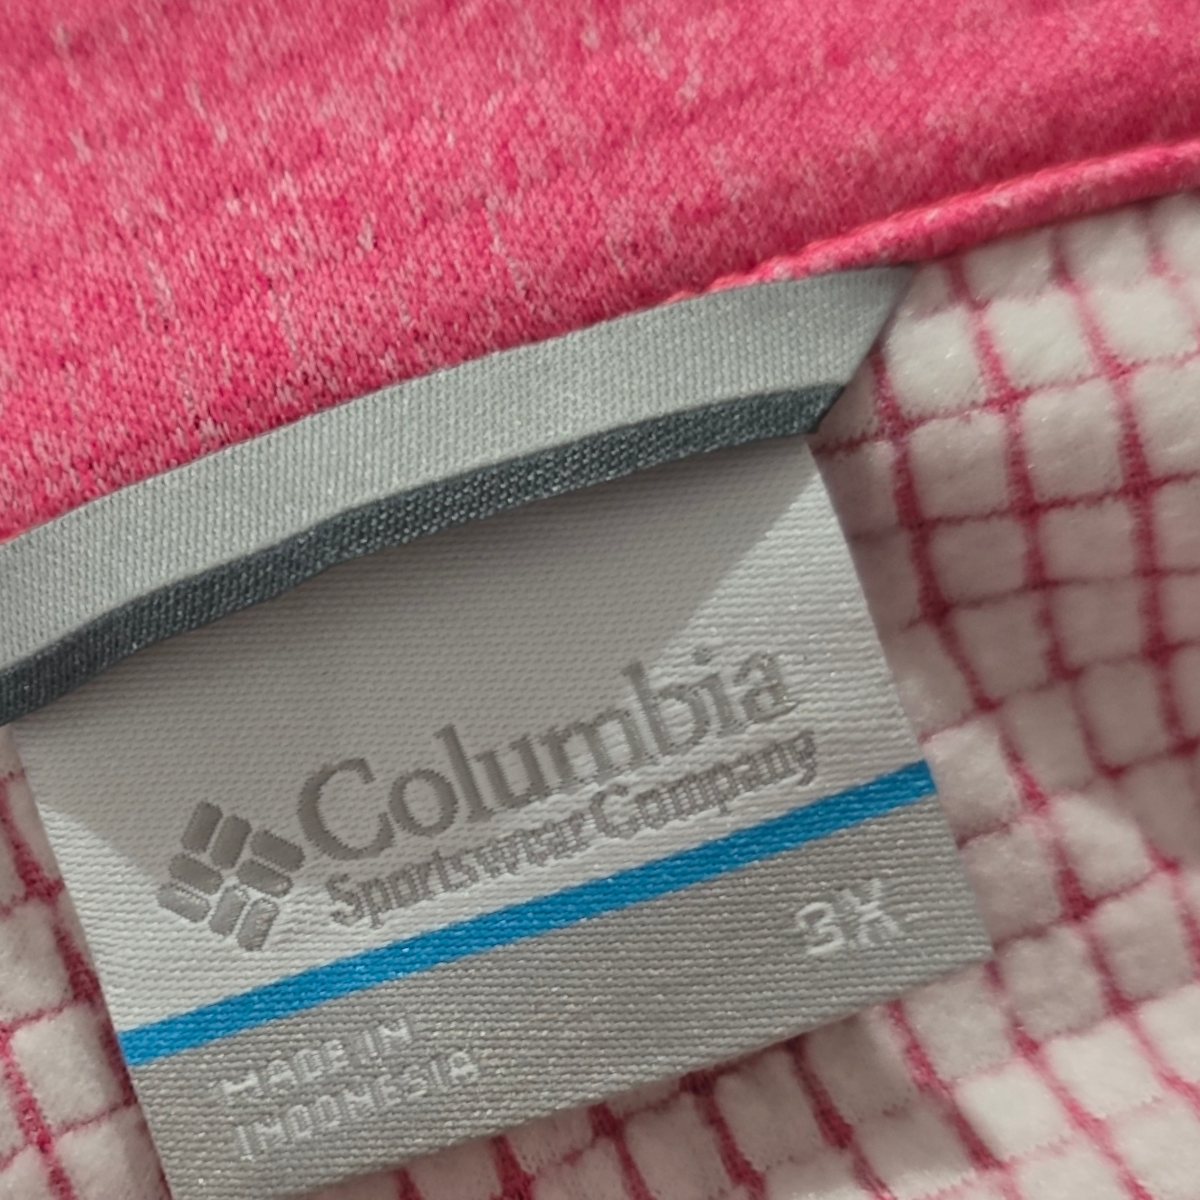 Columbia
Sportswear Company
3X
MADE IN
INDONESIA